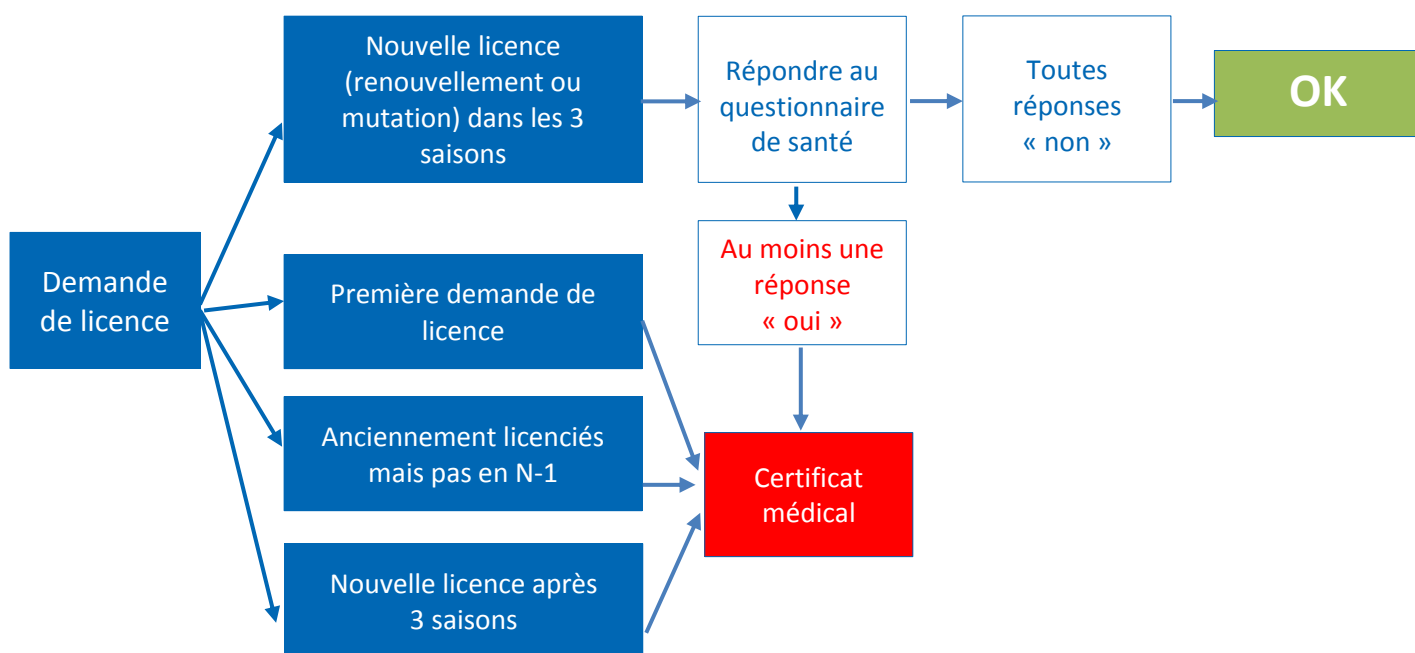 Nouvelle licence
(renouvellement ou
mutation) dans les 3
saisons
Répondre au
questionnaire
de santé
Toutes
réponses
« non »
OK
Demande
de licence
Première demande de
licence
Au moins une
réponse
« oui »
Anciennement licenciés
mais pas en N-1
Certificat
médical
Nouvelle licence après
3 saisons